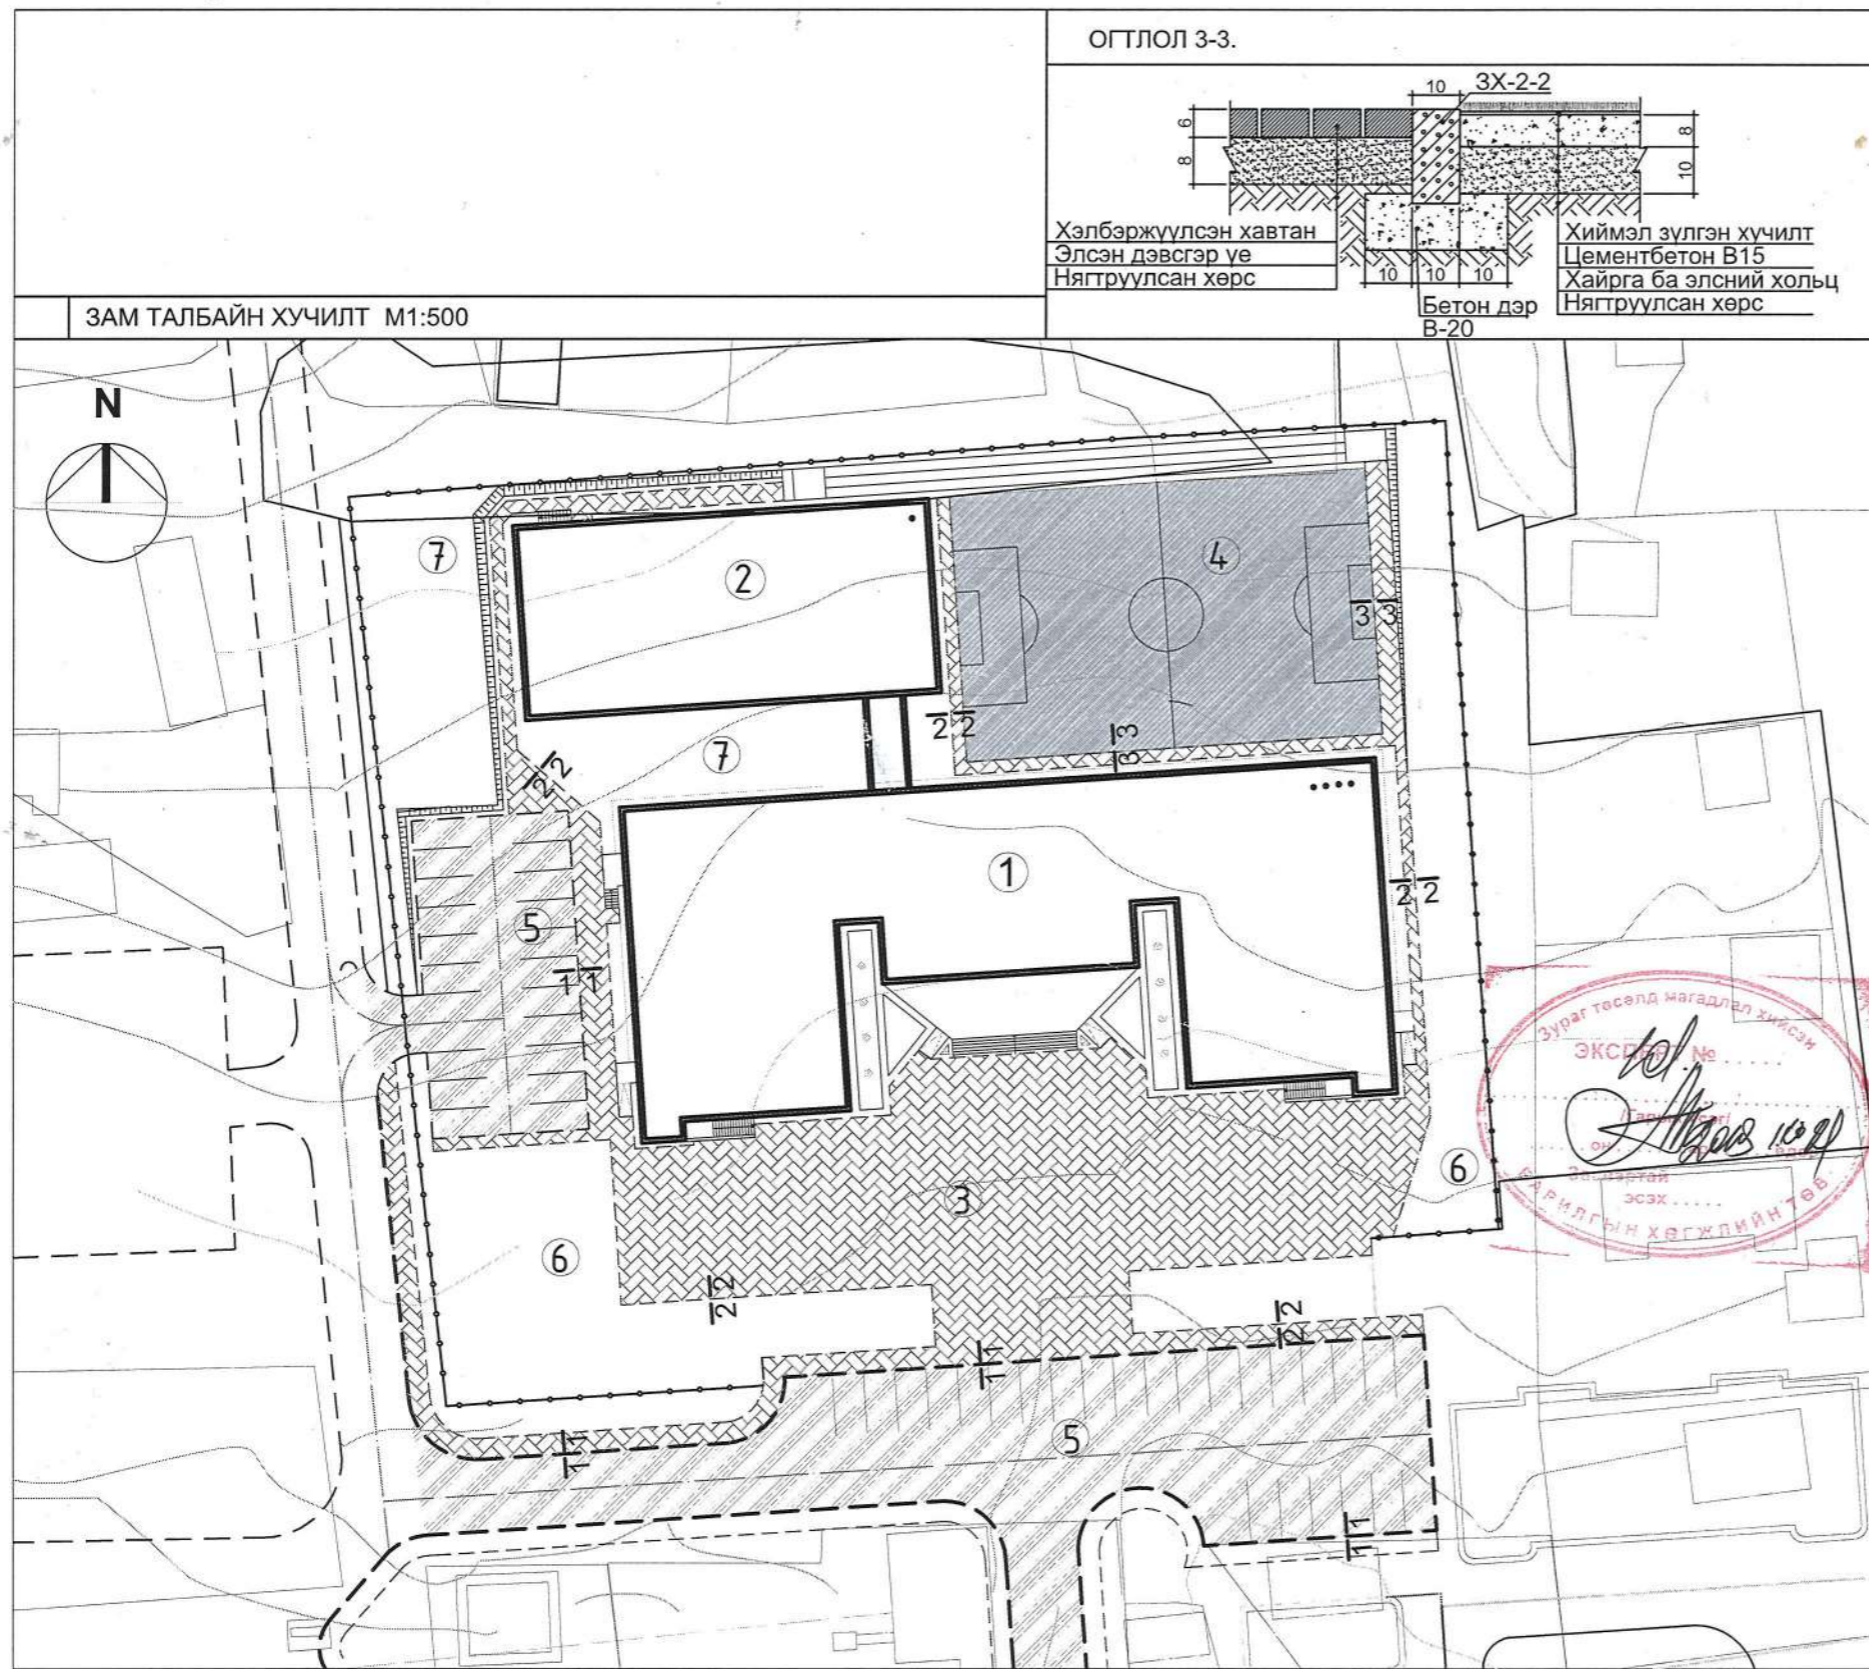 ОГТЛОЛ 3-3.
10
ЗХ-2-2
6
8
8
10
Хэлбэржүүлсэн хавтан
Элсэн дэвсгэр үе
Нягтруулсан хөрс
Хиймэл зүлгэн хучилт
Цементбетон В15
Хайрга ба элсний хольц
Нягтруулсан хөрс
10 10 10
Бетон дэр
В-20
ЗАМ ТАЛБАЙН ХУЧИЛТ М1:500
N
7
2
4
3 3
2 2
3 3
7
2 2
1
2 2
5
1 1
3
6
6
2 2
2 2
1 1
5
1 1
1 1
Зураг төсөлд магадлал хийсэн
ЭКСПЕРТ №
он
эсэх
БАРИЛГЫН ХӨГЖЛИЙН ТӨВ